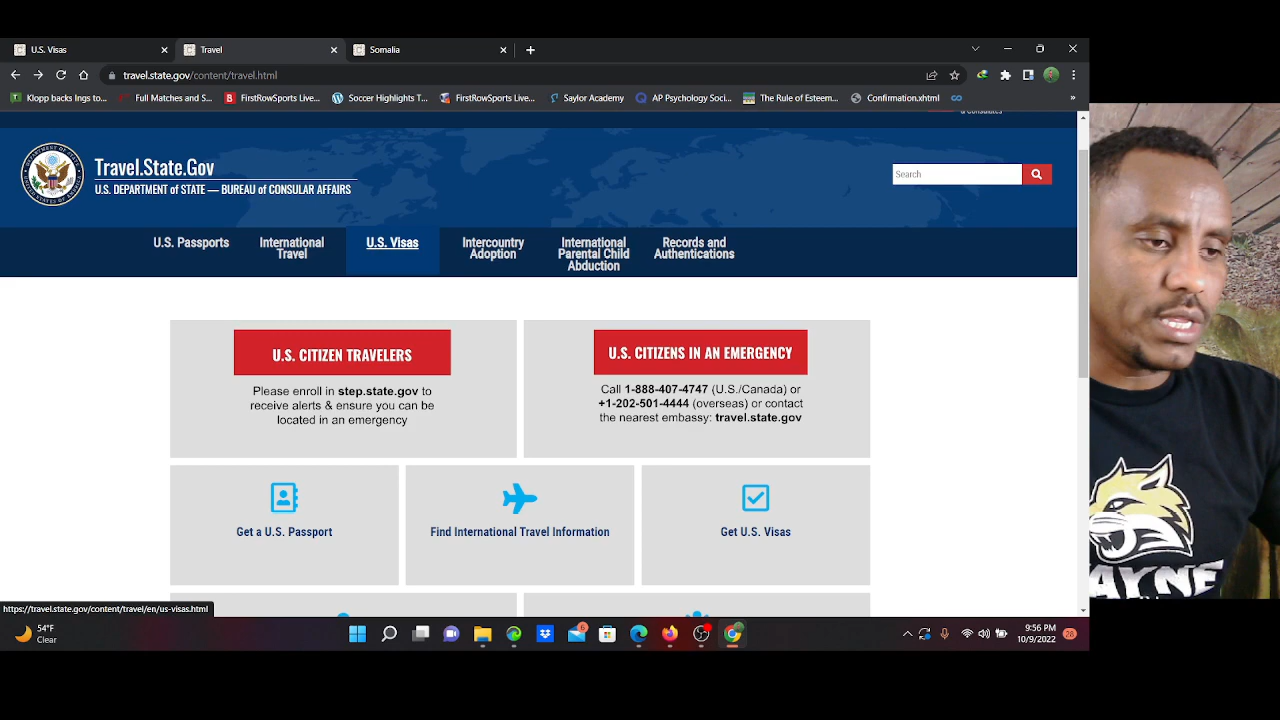 U.S. Visas
Travel
Somalia
travel.state.gov/content/travel.html
Klopp backs lngs to...
Full Matches and S...
FirstRowSports Live...
Soccer Highlights T...
FirstRowSports Live...
Saylor Academy
AP Psychology Soci...
The Rule of Esteem...
Confirmation.xhtml
»
Travel.State.Gov
U.S. DEPARTMENT of STATE — BUREAU of CONSULAR AFFAIRS
Search
U.S. Passports
International
Travel
U.S. Visas
Intercountry
Adoption
International
Parental Child
Abduction
Records and
Authentications
U.S. CITIZEN TRAVELERS
Please enroll in step.state.gov to
receive alerts & ensure you can be
located in an emergency
U.S. CITIZENS IN AN EMERGENCY
Call 1-888-407-4747 (U.S./Canada) or
+1-202-501-4444 (overseas) or contact
the nearest embassy: travel.state.gov
Get a U.S. Passport
Find International Travel Information
Get U.S. Visas
https://travel.state.gov/content/travel/en/us-visas.html
54°F
Clear
6
9:56 PM
10/9/2022
28